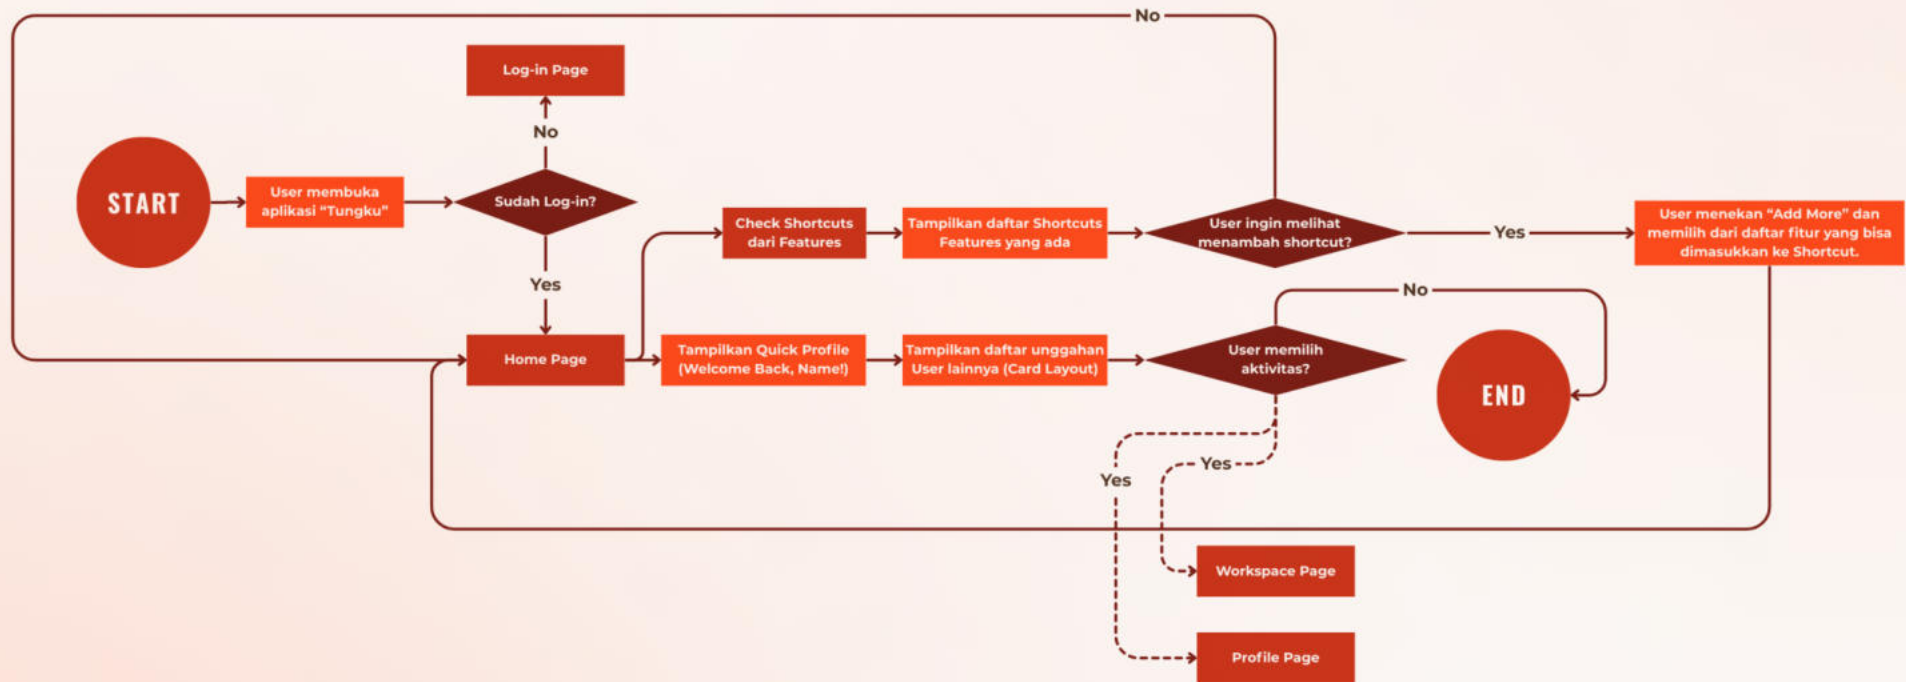 No
Log-in Page
No
START
User membuka
aplikasi “Tungku”
Sudah Log-in?
Yes
Check Shortcuts
dari Features
Tampilkan daftar Shortcuts
Features yang ada
User ingin melihat
menambah shortcut?
Yes
User menekan “Add More” dan
memilih dari daftar fitur yang bisa
dimasukkan ke Shortcut.
Home Page
Tampilkan Quick Profile
(Welcome Back, Name!)
Tampilkan daftar unggahan
User lainnya (Card Layout)
User memilih
aktivitas?
No
END
Yes
Yes
Workspace Page
Profile Page